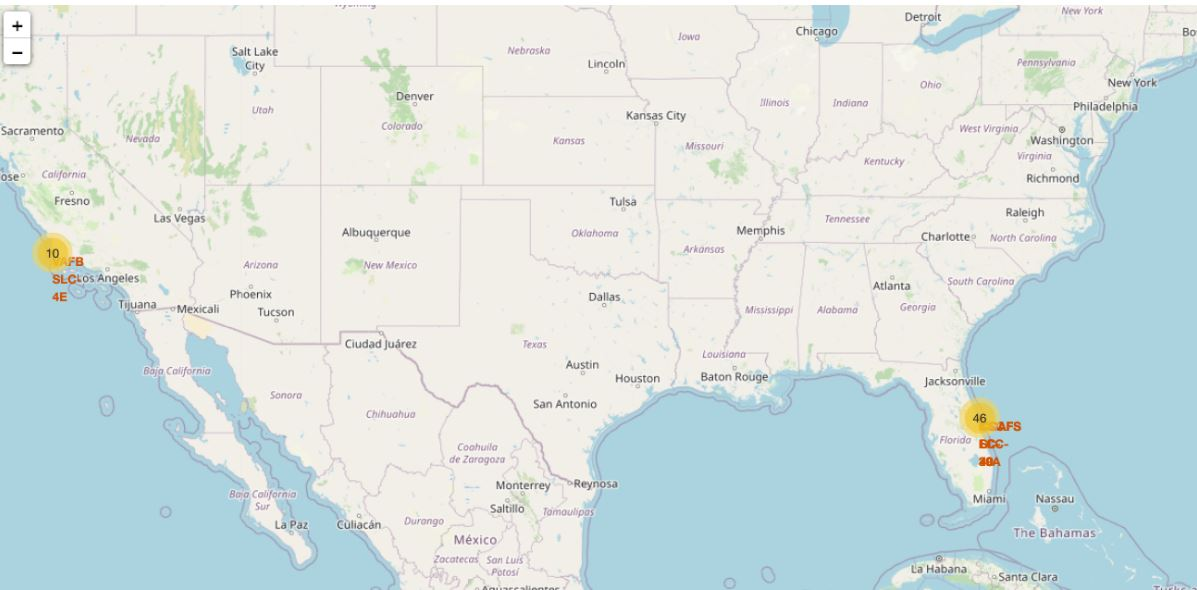 +
−
Wyoming
Detroit
New York
Chicago
Iowa
Bo
Salt Lake
City
Nebraska
Lincoln
Pennsylvania
Ohio
New York
Denver
Utah
Illinois
Indiana
Philadelphia
Kansas City
Sacramento
Colorado
Nevada
Kansas
Missouri
West Virginia
Washington
Kentucky
Virginia
ose
California
Richmond
Fresno
Las Vegas
Tulsa
Raleigh
Albuquerque
Oklahoma
Memphis
Tennessee
Charlotte
North Carolina
10
VAFB
SLC-
4E
Arizona
New Mexico
Arkansas
Los Angeles
Phoenix
Atlanta
South Carolina
Tijuana
Mexicali
Tucson
Dallas
Mississippi
Alabama
Georgia
Ciudad Juárez
Texas
Louisiana
Baja California
Austin
Houston
Baton Rouge
Jacksonville
Sonora
San Antonio
Chihuahua
46
Florida
Coahuila
de Zaragoza
Monterrey
Reynosa
Baja California
Sur
Saltillo
Tamaulipas
Miami
Nassau
La Paz
Culiacán
Durango
The Bahamas
México
Zacatecas
San Luis
Potosí
La Habana
Santa Clara
Aguascalientes